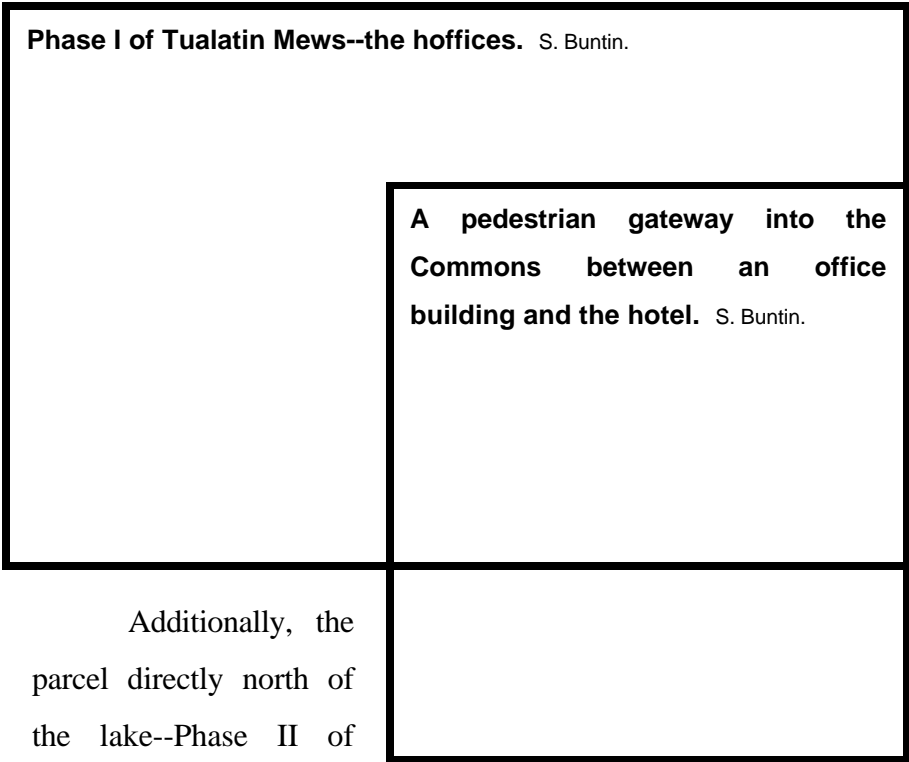 Phase I of Tualatin Mews--the hoffices. S. Buntin.
A pedestrian gateway into the
Commons between an office
building and the hotel. S. Buntin.
Additionally, the
parcel directly north of
the lake--Phase II of